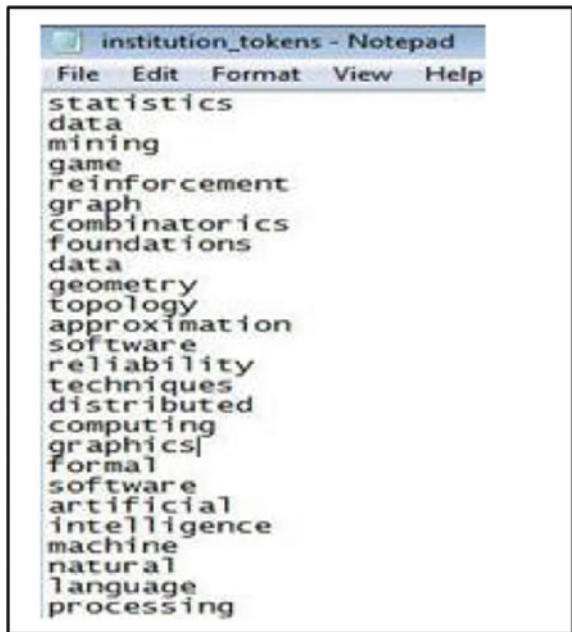 institution_tokens - Notepad
File Edit Format View Help
statistics
data
mining
game
reinforcement
graph
combinatorics
foundations
data
geometry
topology
approximation
software
reliability
techniques
distributed
computing
graphics
formal
software
artificial
intelligence
machine
natural
language
processing